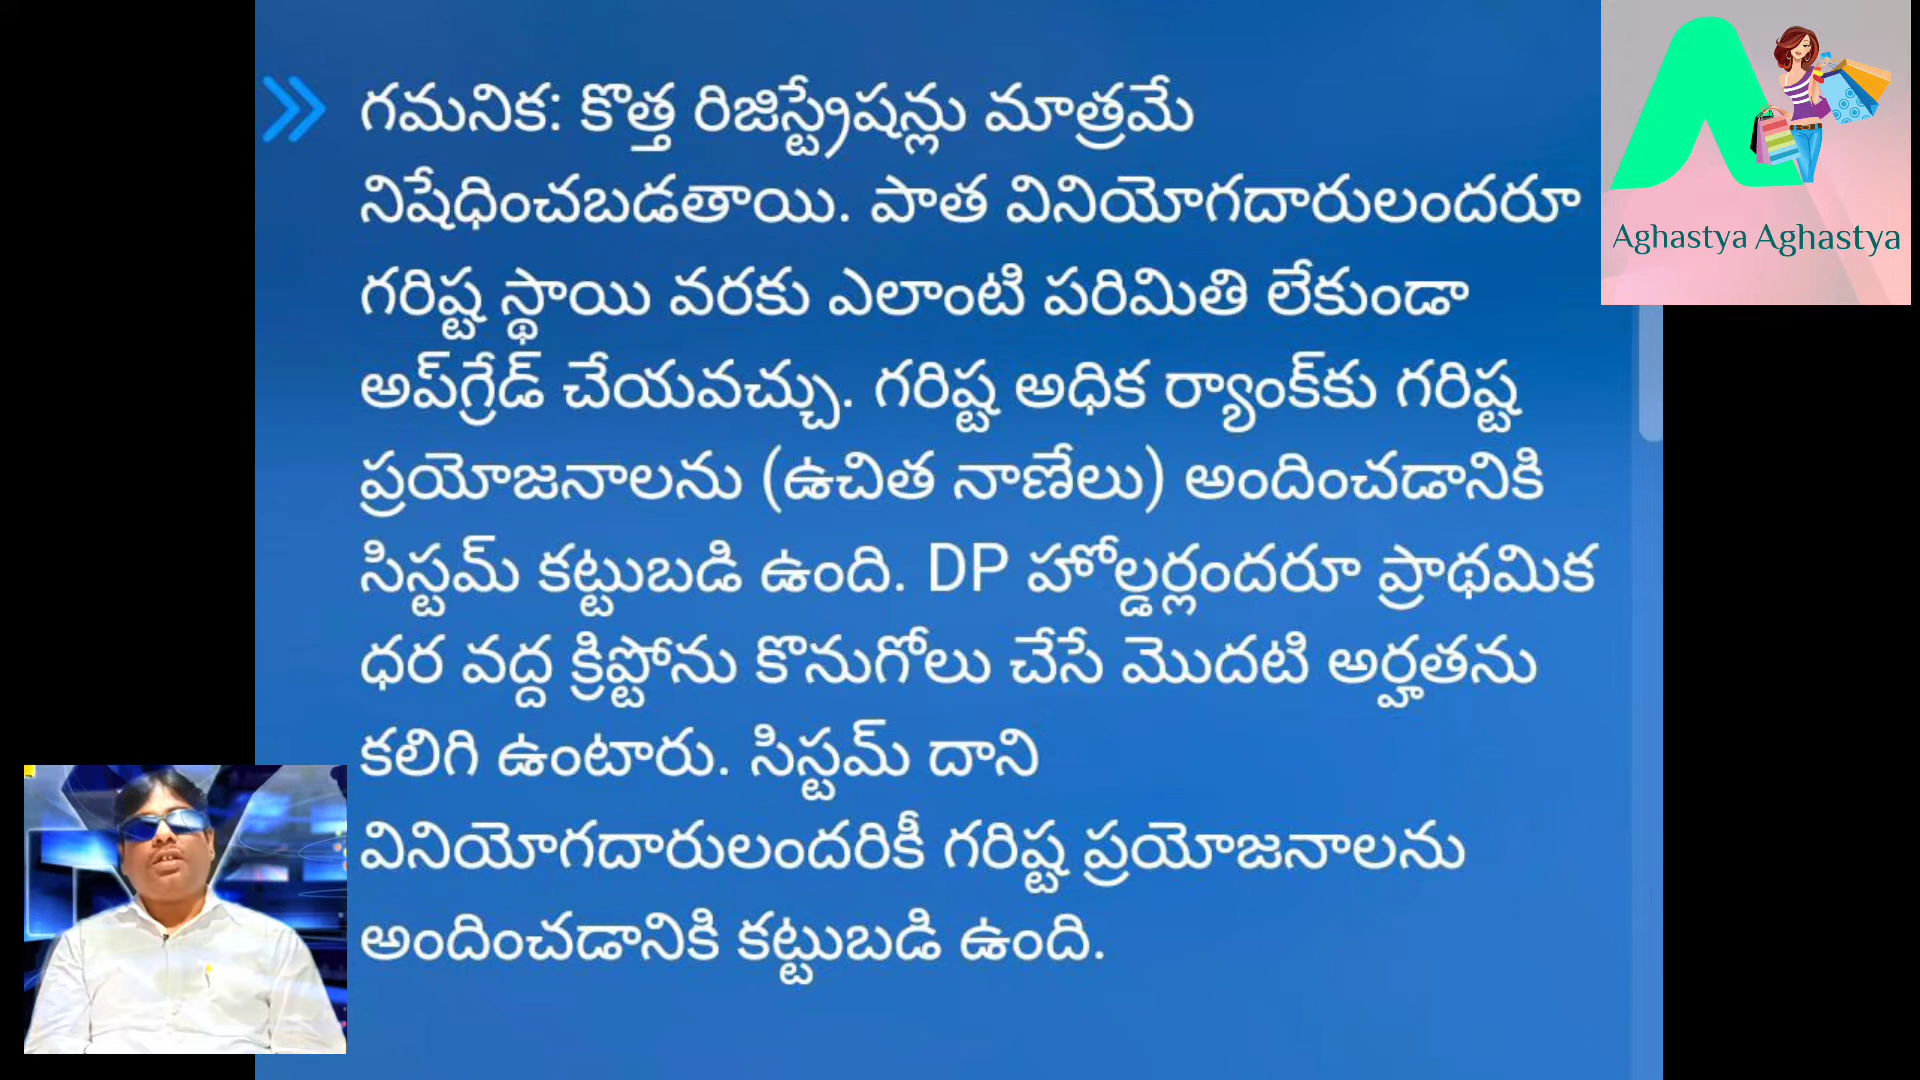 గమనిక: కొత్త రిజిస్ట్రేషన్లు మాత్రమే
నిషేధించబడతాయి. పాత వినియోగదారులందరూ
గరిష్ట స్థాయి వరకు ఎలాంటి పరిమితి లేకుండా
అప్‌గ్రేడ్ చేయవచ్చు. గరిష్ట అధిక ర్యాంక్‌కు గరిష్ట
ప్రయోజనాలను (ఉచిత నాణేలు) అందించడానికి
సిస్టమ్ కట్టుబడి ఉంది. DP హోల్డర్లందరూ ప్రాథమిక
ధర వద్ద క్రిప్టోను కొనుగోలు చేసే మొదటి అర్హతను
కలిగి ఉంటారు. సిస్టమ్ దాని
వినియోగదారులందరికీ గరిష్ట ప్రయోజనాలను
అందించడానికి కట్టుబడి ఉంది.
Aghastya Aghastya